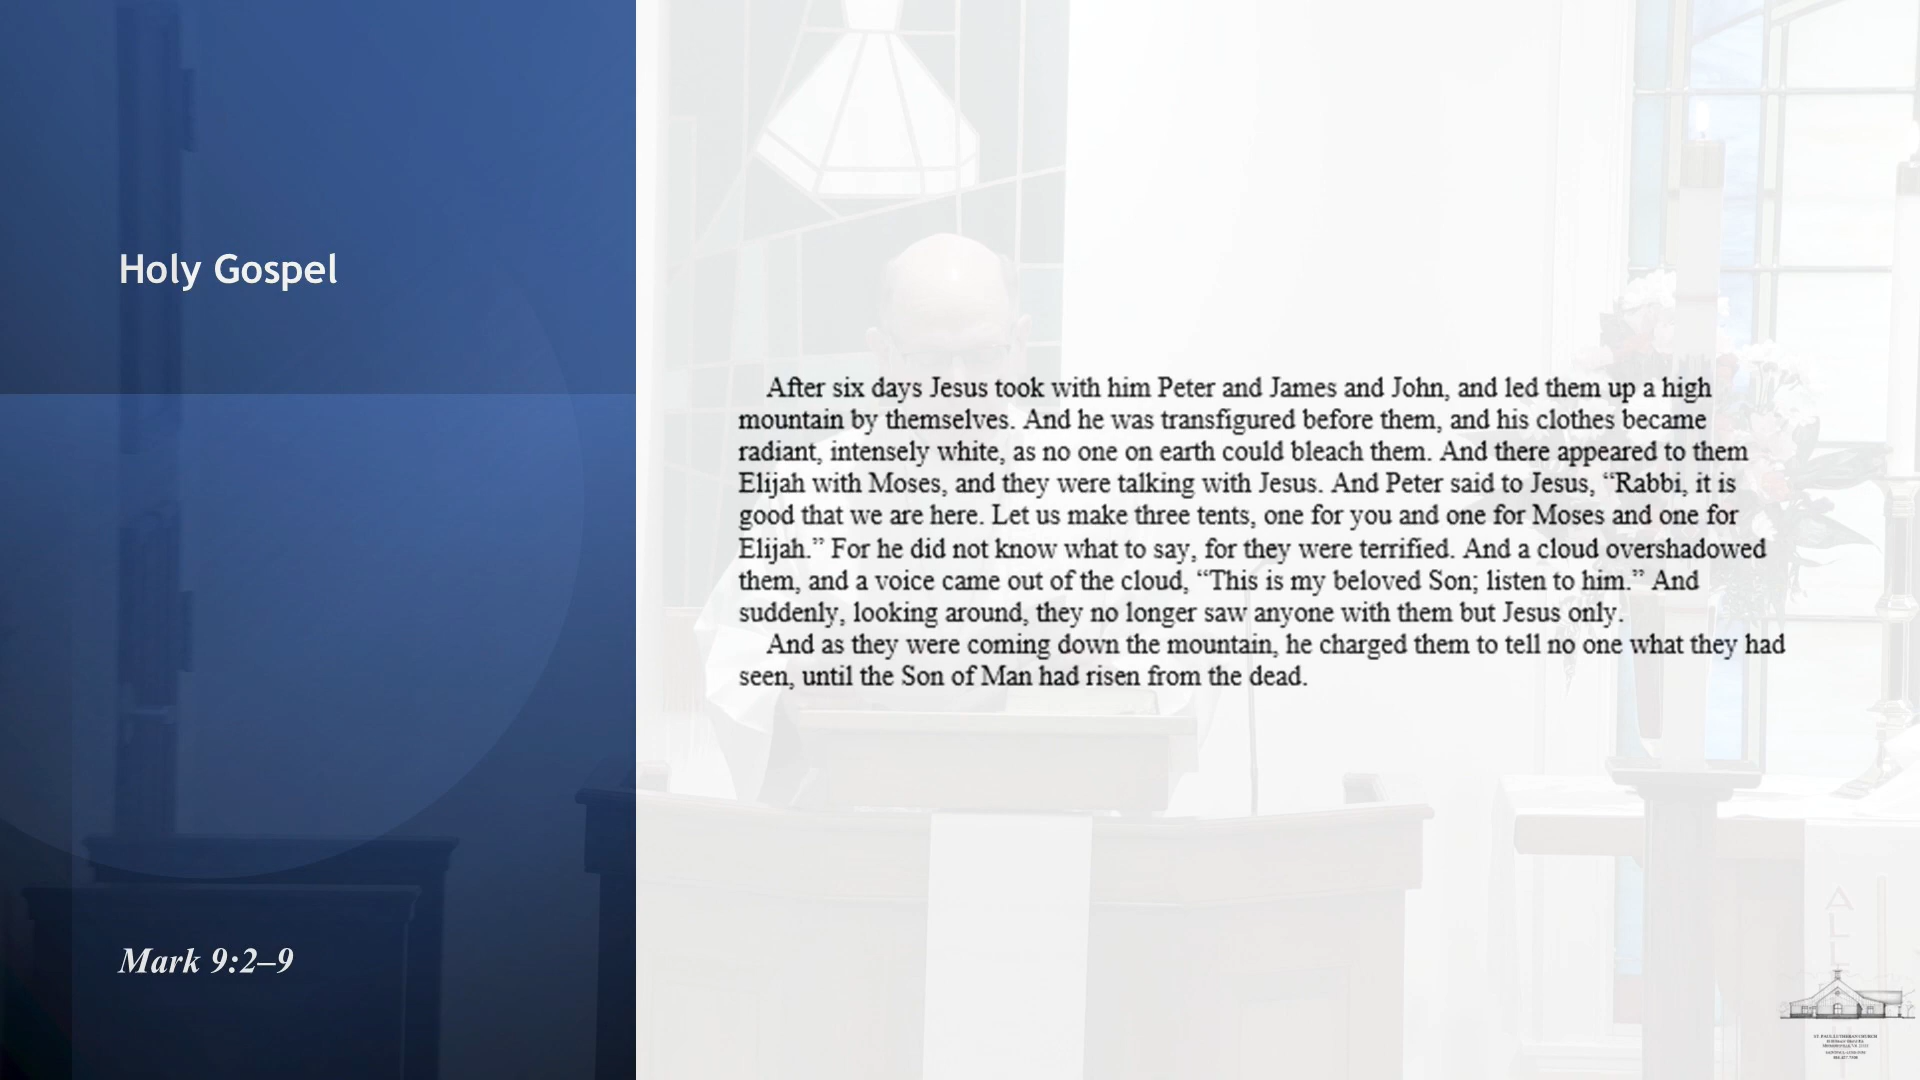 Holy Gospel
After six days Jesus took with him Peter and James and John, and led them up a high
mountain by themselves. And he was transfigured before them, and his clothes became
radiant, intensely white, as no one on earth could bleach them. And there appeared to them
Elijah with Moses, and they were talking with Jesus. And Peter said to Jesus, “Rabbi, it is
good that we are here. Let us make three tents, one for you and one for Moses and one for
Elijah.” For he did not know what to say, for they were terrified. And a cloud overshadowed
them, and a voice came out of the cloud, “This is my beloved Son; listen to him.” And
suddenly, looking around, they no longer saw anyone with them but Jesus only.
And as they were coming down the mountain, he charged them to tell no one what they had
seen, until the Son of Man had risen from the dead.
Mark 9:2–9
ST. PAUL LUTHERAN CHURCH